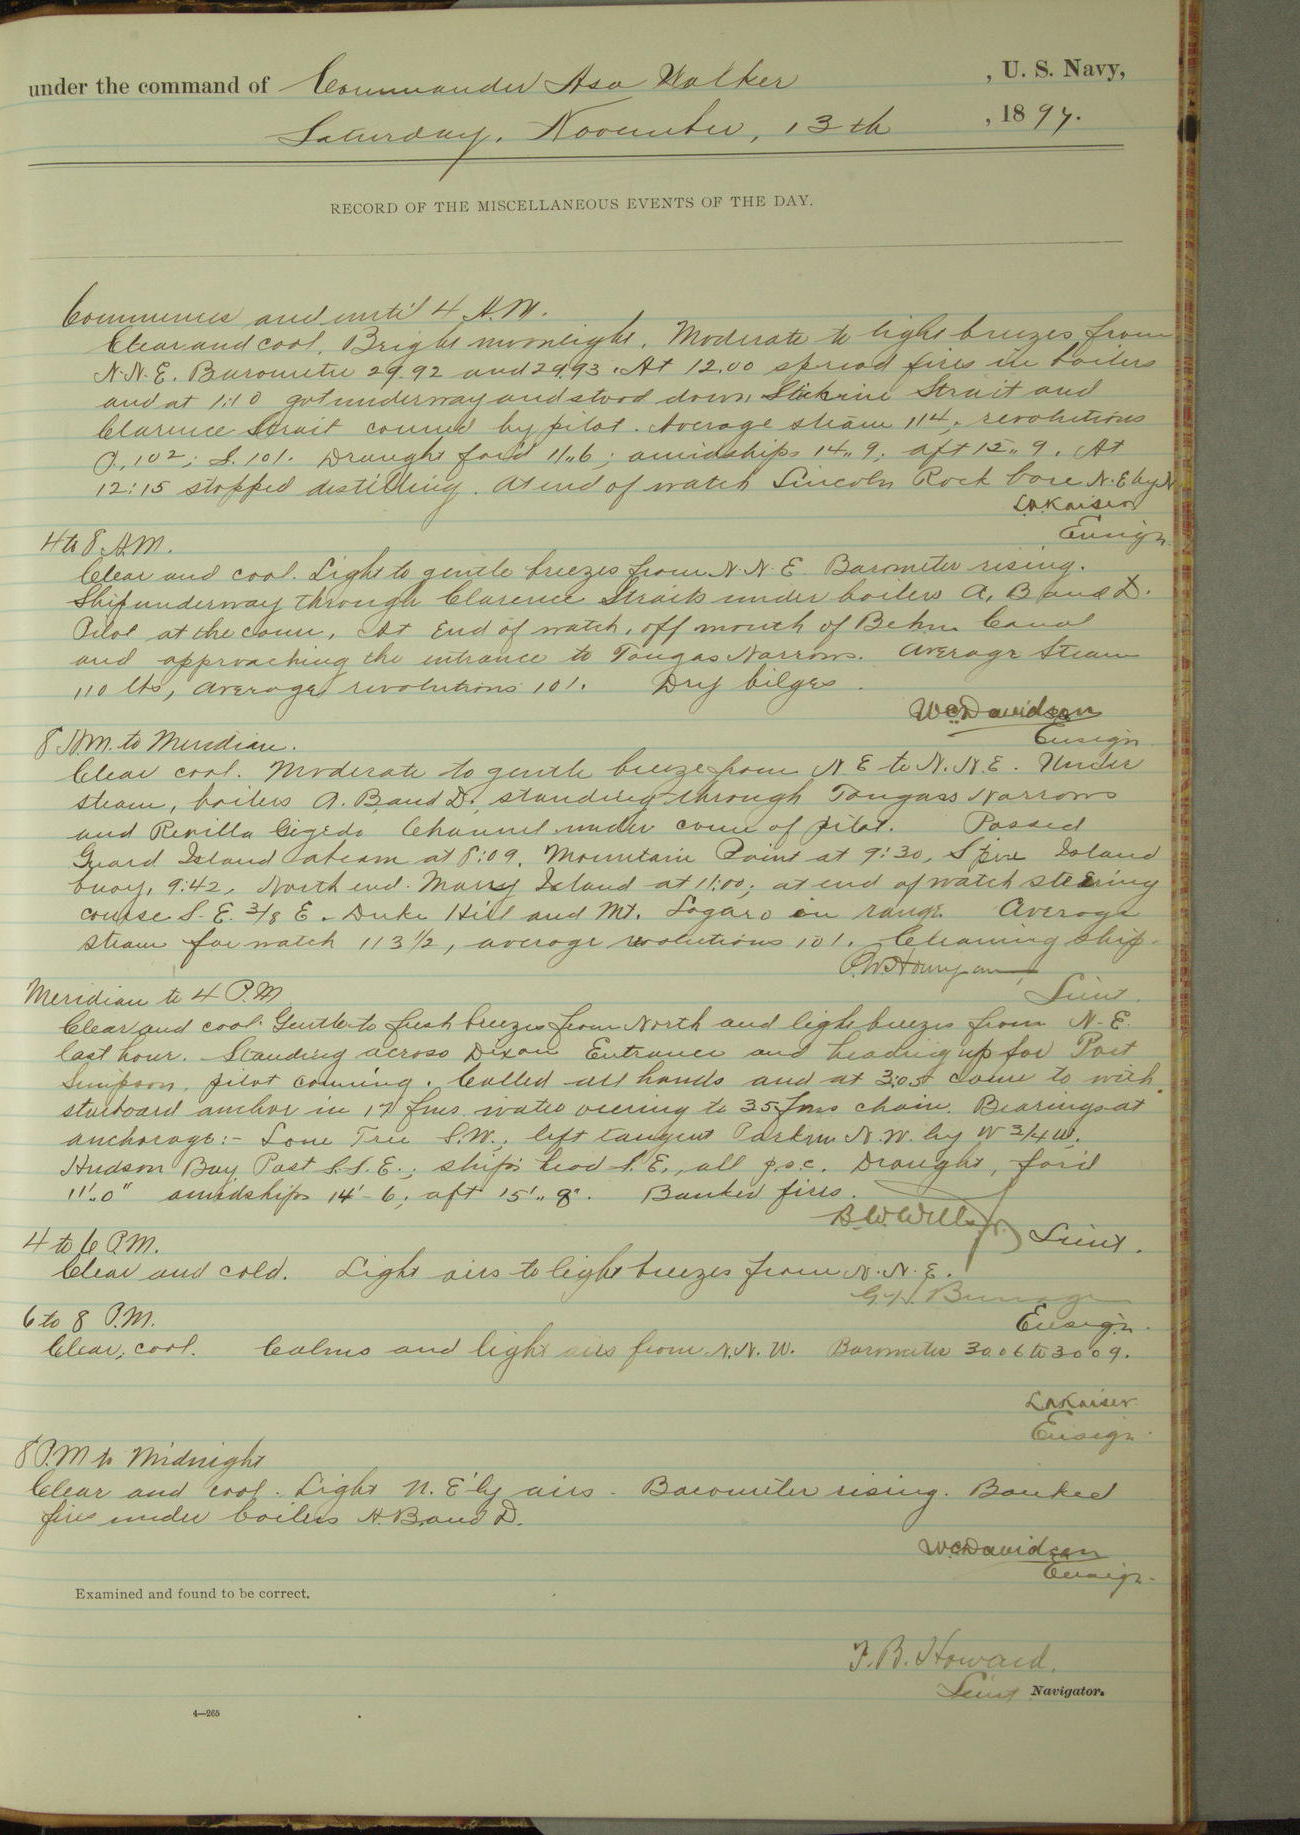 under the command of Commander Asa Walker , U. S. Navy,
Saturday, November, 13th , 1897.
RECORD OF THE MISCELLANEOUS EVENTS OF THE DAY.
Commences and until 4 A.M.
Clear and cool. Bright moonlight. Moderate to light breezes from
N.N.E. Barometer 29.92 and 29.93. At 12.00 spread fires in boilers
and at 1:10 got underway and stood down Stickine Strait and
Clarence Strait conned by pilot. Average steam 114, revolutions
P. 102; S. 101. Draught for'd 11"6; amidships 14"9; aft 15"9. At
12:15 stopped distilling. At end of watch Lincoln Rock bore N.E. by N
L.A. Kaiser
Ensign.
4 to 8 A.M.
Clear and cool. Light to gentle breezes from N.N.E Barometer rising.
Ship underway through Clarence Straits under boilers A, B and D.
Pilot at the conn. At end of watch, off mouth of Behm Canal
and approaching the entrance to Tongas Narrows. Average steam
110 lbs, average revolutions 101. Dry bilges.
W.C. Davidson
Ensign.
8 A.M. to Meridian.
Clear cool. Moderate to gentle breeze from N E to N.N.E. Under
steam, boilers A. B. and D. standing through Tongass Narrows
and Revilla Gigedo Channel under conn of pilot. Passed
Guard Island abeam at 8:09. Mountain Point at 9:30, Spire Island
buoy, 9:42, North end Mary Island at 11:00; at end of watch steering
course S.E. 3/8 E. Duke Hill and Mt. Lazaro in range. Average
steam for watch 113 1/2, average revolutions 101. Cleaning ship.
P.W. Hourigan
Lieut.
Meridian to 4 P.M
Clear and cool. Gentle to fresh breezes from North and light breezes from N-E.
last hour. Standing across Dixon Entrance and heading up for Port
Simpson, pilot conning. Called all hands and at 3:05 came to with
starboard anchor in 17 fms water veering to 35 fms chain. Bearings at
anchorage:- Lone Tree S.W.; left tangent Parkin N.W. by W 3/4 W.
Hudson Bay Post S.S.E.; ship's head S.E., all p.s.c. Draught, for'd
11'"0" amidships 14'-6; aft 15'"8". Banked fires.
B.W. Wells Jr. Lieut.
4 to 6 P.M.
Clear and cold. Light airs to light breezes from N.N.E.
G.H. Burrage
Ensign.
6 to 8 P.M.
Clear, cool. Calms and light airs from N.N.W. Barometer 30.06 to 30.09.
L.A. Kaiser
Ensign.
8 P.M to Midnight
Clear and cool. Light N. E'ly airs. Barometer rising. Banked
fires under boilers A. B. and D.
W.C. Davidson
Ensign.
Examined and found to be correct.
F.B. Howard.
Lieut Navigator.
4—265